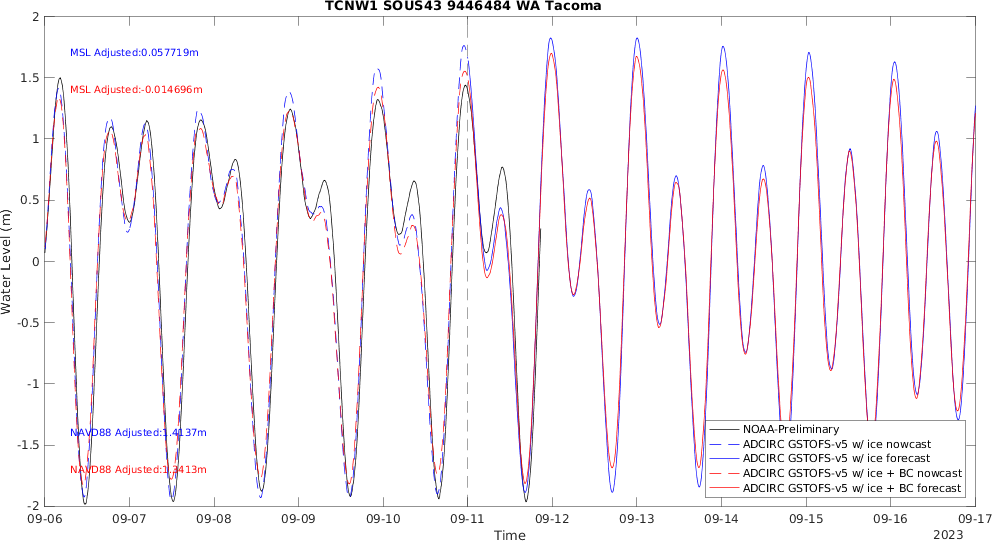 TCNW1 SOUS43 9446484 WA Tacoma
2
1.5
1
0.5
0
-0.5
-1
-1.5
-2
Water Level (m)
MSL Adjusted:0.057719m
MSL Adjusted:-0.014696m
NAVD88 Adjusted:1.4137m
NAVD88 Adjusted:1.3413m
NOAA-Preliminary
ADCIRC GSTOFS-v5 w/ ice nowcast
ADCIRC GSTOFS-v5 w/ ice forecast
ADCIRC GSTOFS-v5 w/ ice + BC nowcast
ADCIRC GSTOFS-v5 w/ ice + BC forecast
09-06 09-07 09-08 09-09 09-10 09-11 09-12 09-13 09-14 09-15 09-16 09-17
Time
2023